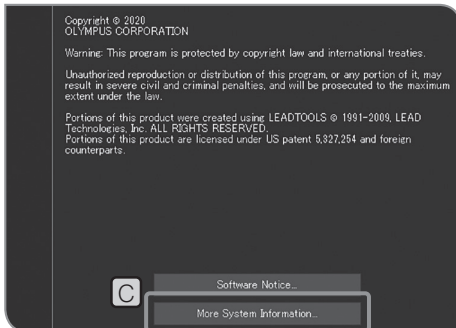 Copyright © 2020
OLYMPUS CORPORATION
Warning: This program is protected by copyright law and international treaties.
Unauthorized reproduction or distribution of this program, or any portion of it, may
result in severe civil and criminal penalties, and will be prosecuted to the maximum
extent under the law.
Portions of this product were created using LEADTOOLS © 1991-2009, LEAD
Technologies, Inc. ALL RIGHTS RESERVED.
Portions of this product are licensed under US patent 5,327,254 and foreign
counterparts.
Software Notice...
C
More System Information...